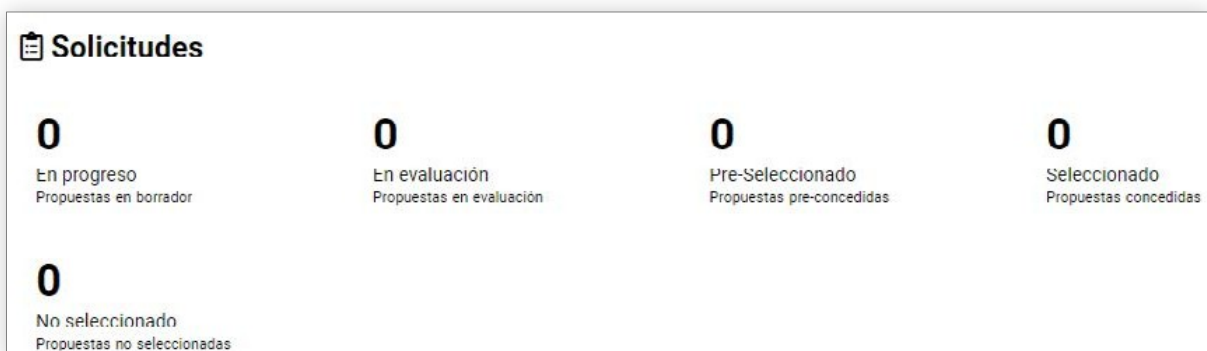 Solicitudes
0
En progreso
Propuestas en borrador
0
En evaluación
Propuestas en evaluación
0
Pre-Seleccionado
Propuestas pre-concedidas
0
Seleccionado
Propuestas concedidas
0
No seleccionado
Propuestas no seleccionadas